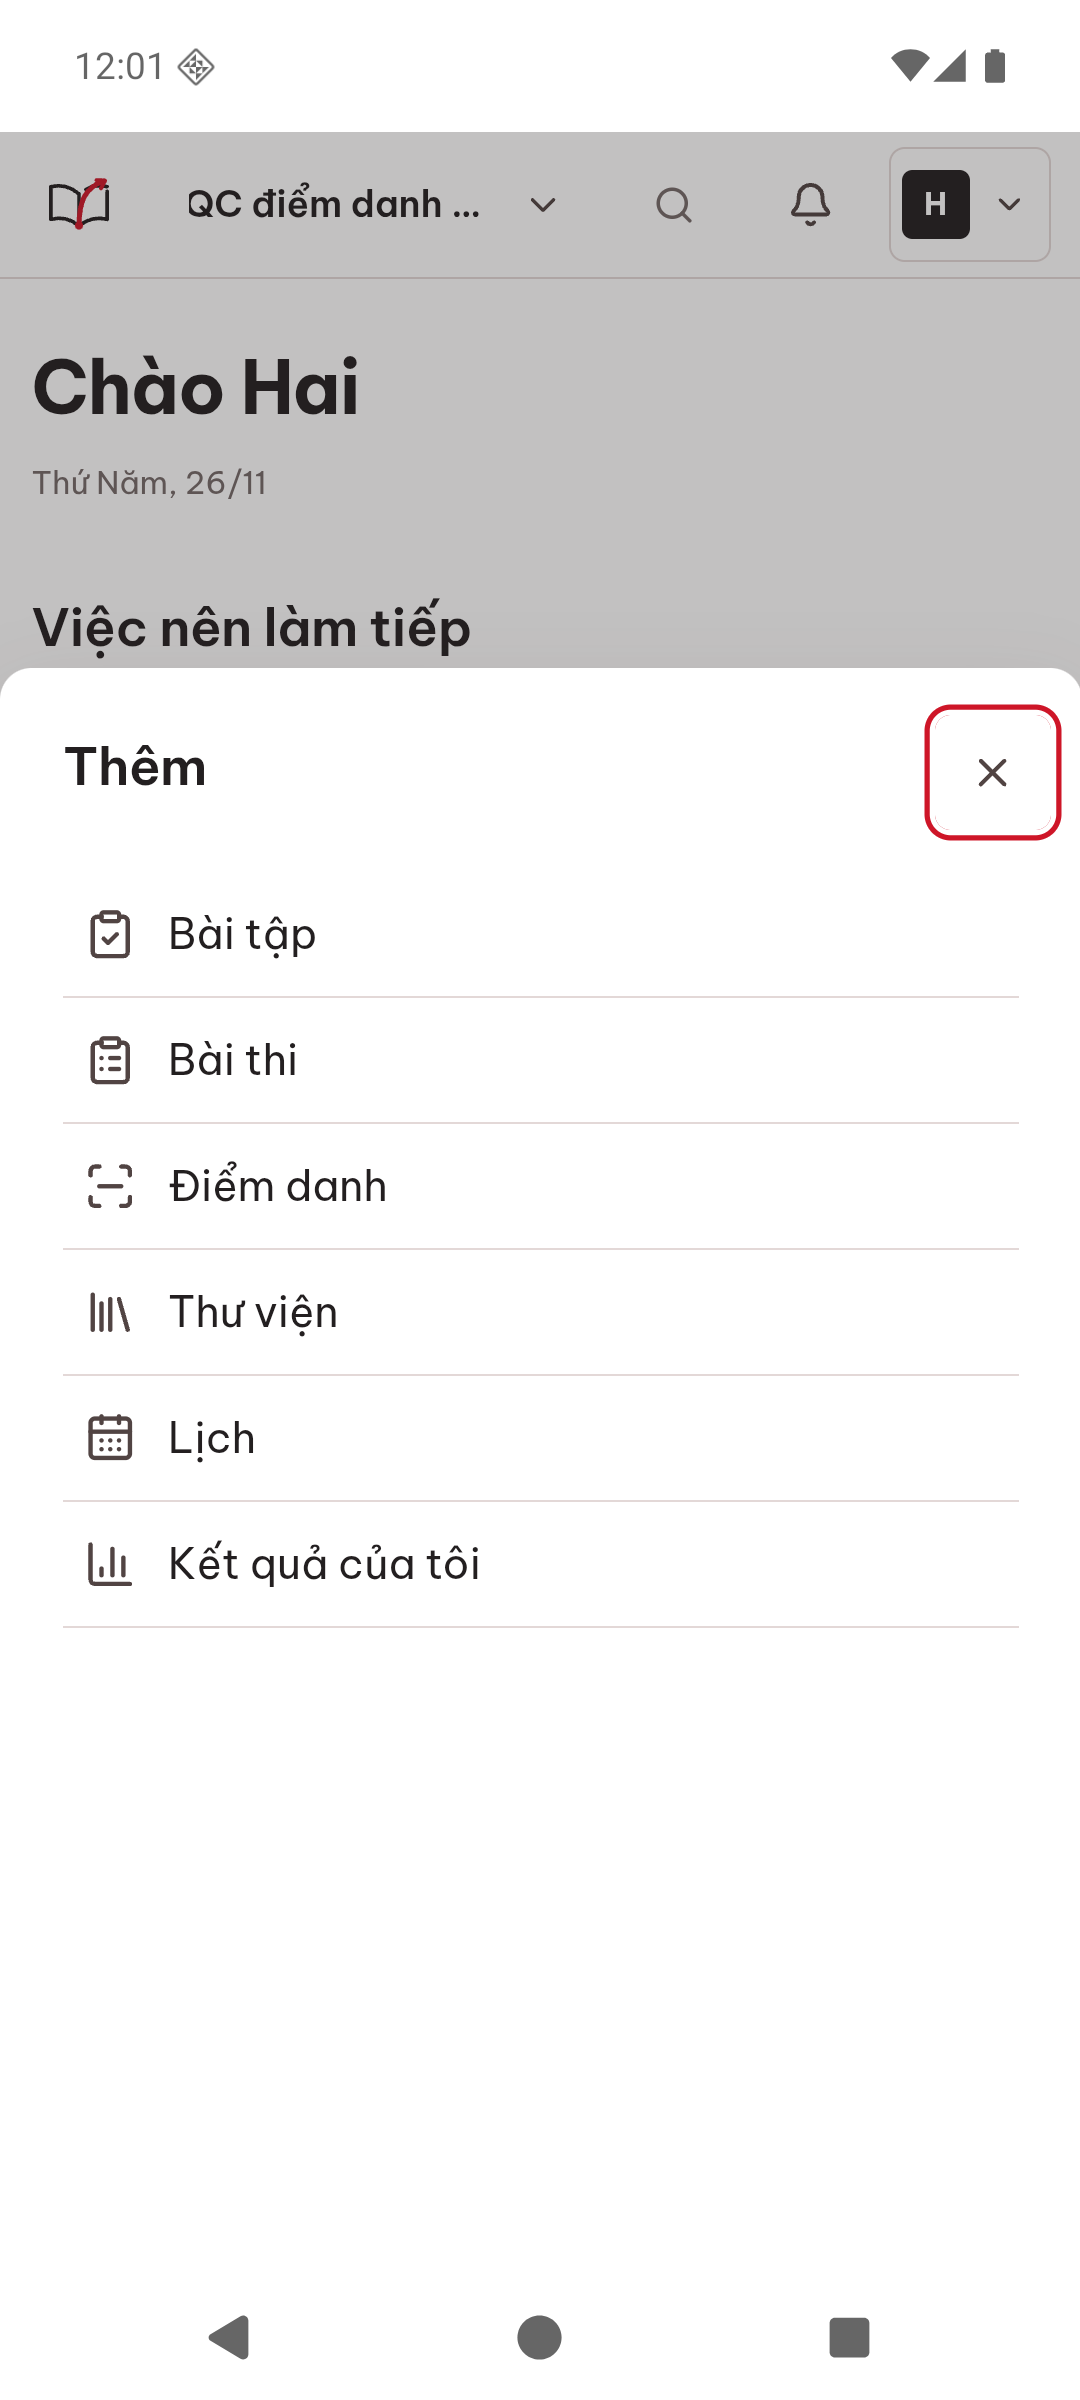 12:01
QC điểm danh ...
H
Chào Hai
Thứ Năm, 26/11
Việc nên làm tiếp
Thêm
Bài tập
Bài thi
Điểm danh
Thư viện
Lịch
Kết quả của tôi